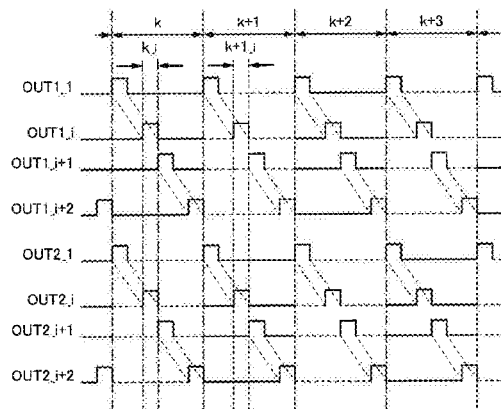 k k+1 k+2 k+3
k_i k+1_i
OUT1_1
OUT1_i
OUT1_i+1
OUT1_i+2
OUT2_1
OUT2_i
OUT2_i+1
OUT2_i+2